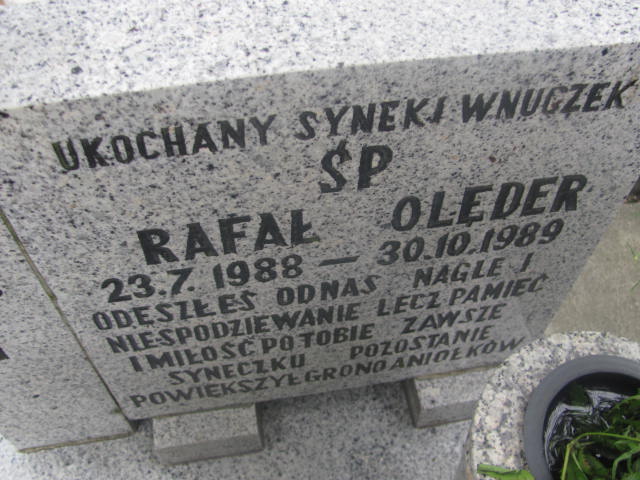 UKOCHANY SYNEK I WNUCZEK
ŚP
RAFAŁ OLĘDER
23.7.1988 — 30.10.1989
ODESZŁEŚ OD NAS NAGLE I
NIESPODZIEWANIE LECZ PAMIĘĆ
I MIŁOŚĆ PO TOBIE ZAWSZE
SYNECZKU POZOSTANIE
POWIĘKSZYŁ GRONO ANIOŁKÓW